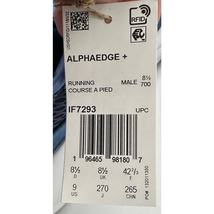 RFID
ALPHAEDGE +
RUNNING MALE 8½
COURSE A PIED 700
IF7293 UPC
1 96465 98180 7
8½ 8½ 42⅔
D UK F
9 270 265
US J CHN